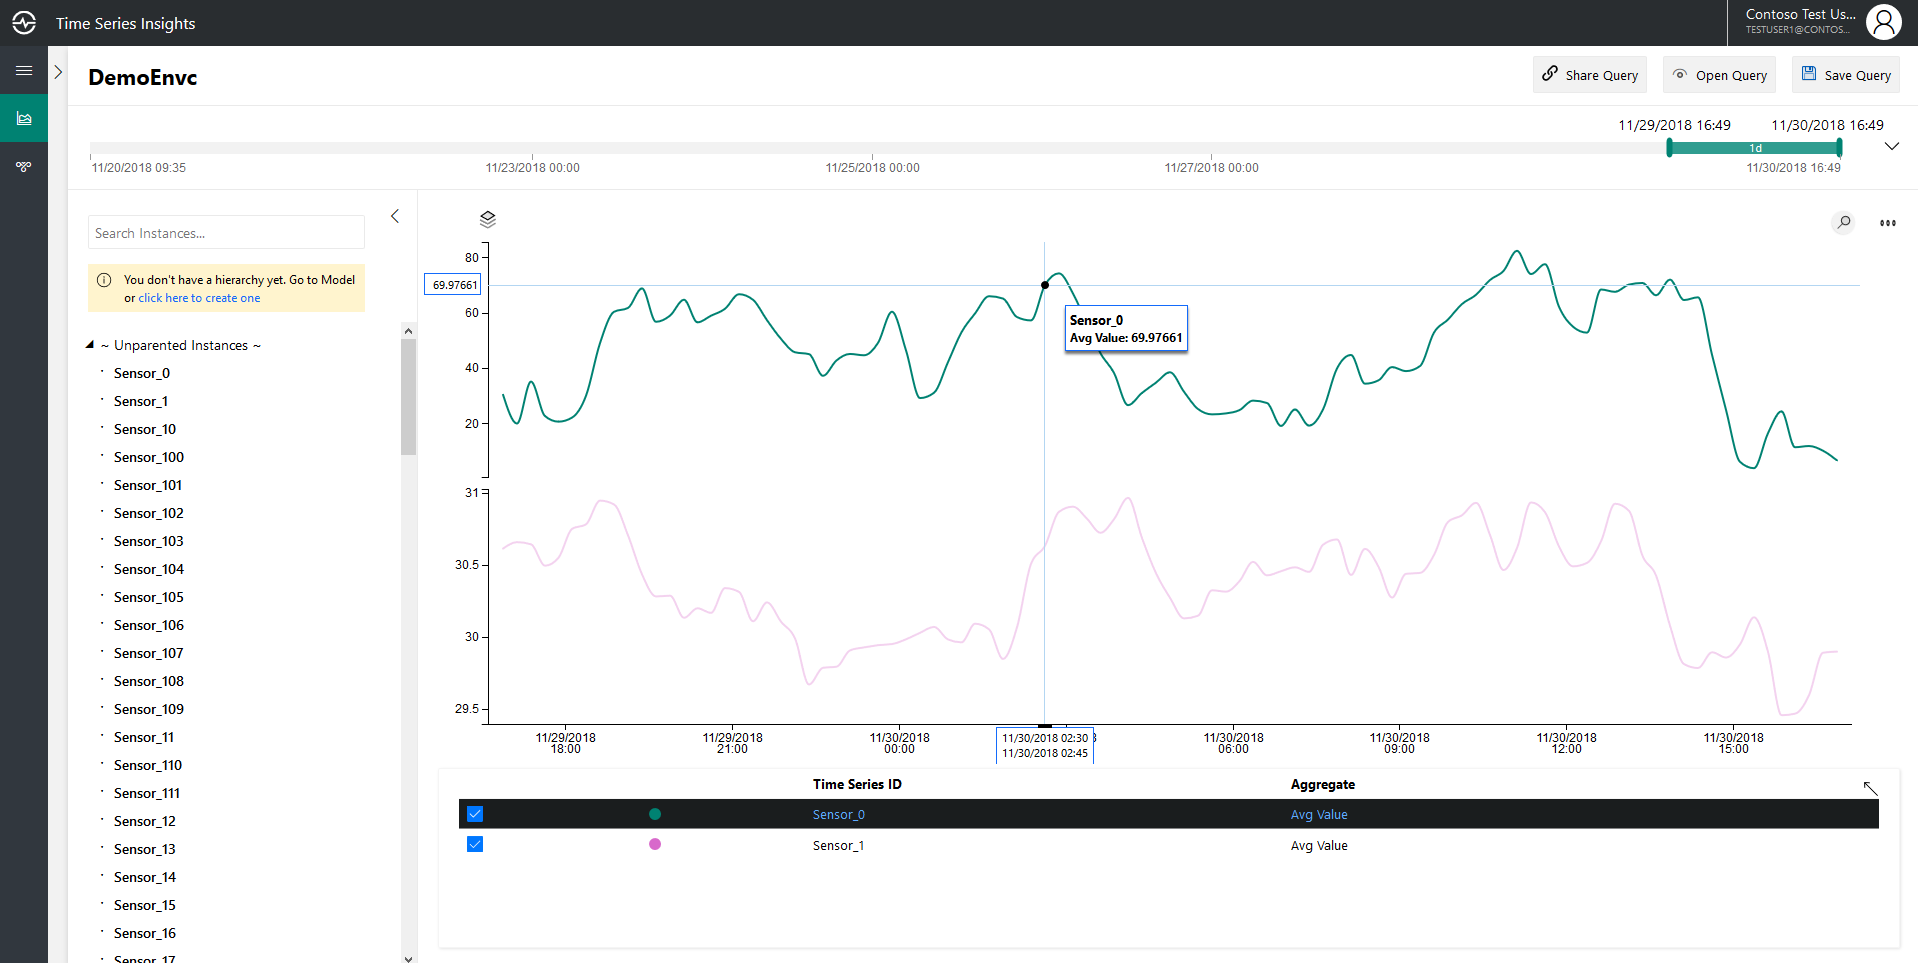 Time Series Insights
Contoso Test Us...
TESTUSER1@CONTOS...
DemoEnvc
Share Query
Open Query
Save Query
11/29/2018 16:49
11/30/2018 16:49
1d
11/20/2018 09:35
11/23/2018 00:00
11/25/2018 00:00
11/27/2018 00:00
11/30/2018 16:49
Search Instances...
You don't have a hierarchy yet. Go to Model
or click here to create one
~ Unparented Instances ~
Sensor_0
Sensor_1
Sensor_10
Sensor_100
Sensor_101
Sensor_102
Sensor_103
Sensor_104
Sensor_105
Sensor_106
Sensor_107
Sensor_108
Sensor_109
Sensor_11
Sensor_110
Sensor_111
Sensor_12
Sensor_13
Sensor_14
Sensor_15
Sensor_16
Sensor_17
80
69.97661
60
40
20
Sensor_0
Avg Value: 69.97661
31
30.5
30
29.5
11/29/2018
18:00
11/29/2018
21:00
11/30/2018
00:00
11/30/2018 02:30
11/30/2018 02:45
11/30/2018
06:00
11/30/2018
09:00
11/30/2018
12:00
11/30/2018
15:00
Time Series ID
Aggregate
Sensor_0
Avg Value
Sensor_1
Avg Value